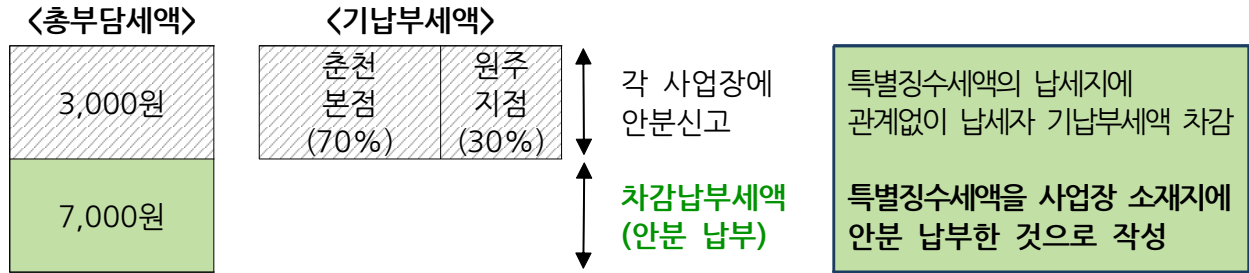 <총부담세액>
<기납부세액>
3,000원
춘천
본점
(70%)
원주
지점
(30%)
각 사업장에
안분신고
특별징수세액의 납세지에
관계없이 납세자 기납부세액 차감
7,000원
차감납부세액
(안분 납부)
특별징수세액을 사업장 소재지에
안분 납부한 것으로 작성